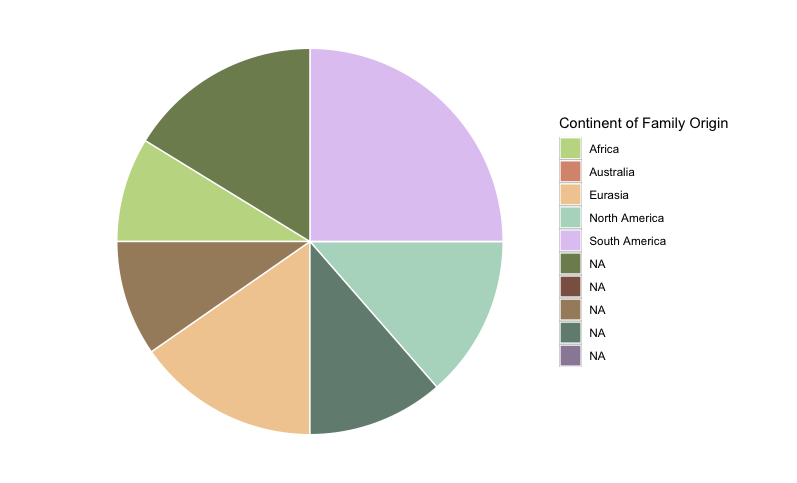 Continent of Family Origin
Africa
Australia
Eurasia
North America
South America
NA
NA
NA
NA
NA